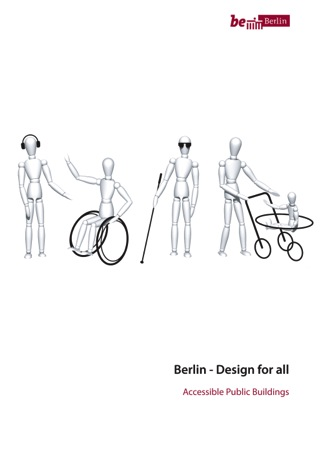 be Berlin
Berlin - Design for all
Accessible Public Buildings